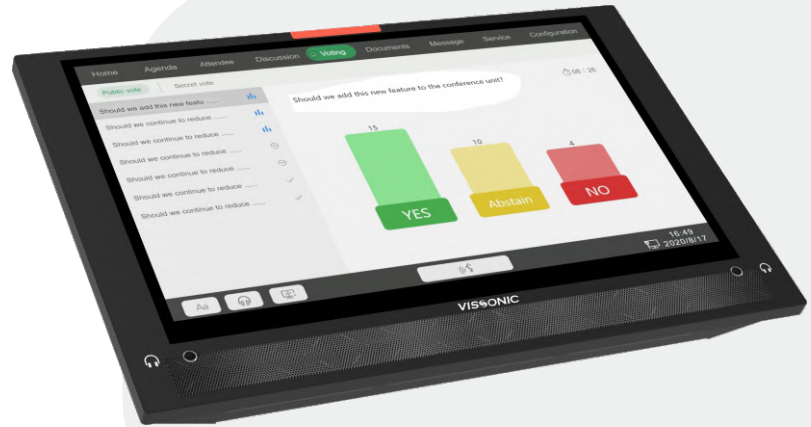 Home Agenda Attendee Discussion Voting Documents Message Service Configuration
Public vote Secret vote
Should we add this new featu ......
Should we continue to reduce ......
Should we continue to reduce ......
Should we continue to reduce ......
Should we continue to reduce ......
Should we continue to reduce ......
Should we continue to reduce ......
Should we add this new feature to the conference unit?
08 : 26
15
10
4
YES
Abstain
NO
Aa
16:49
2020/8/17
VISSONIC